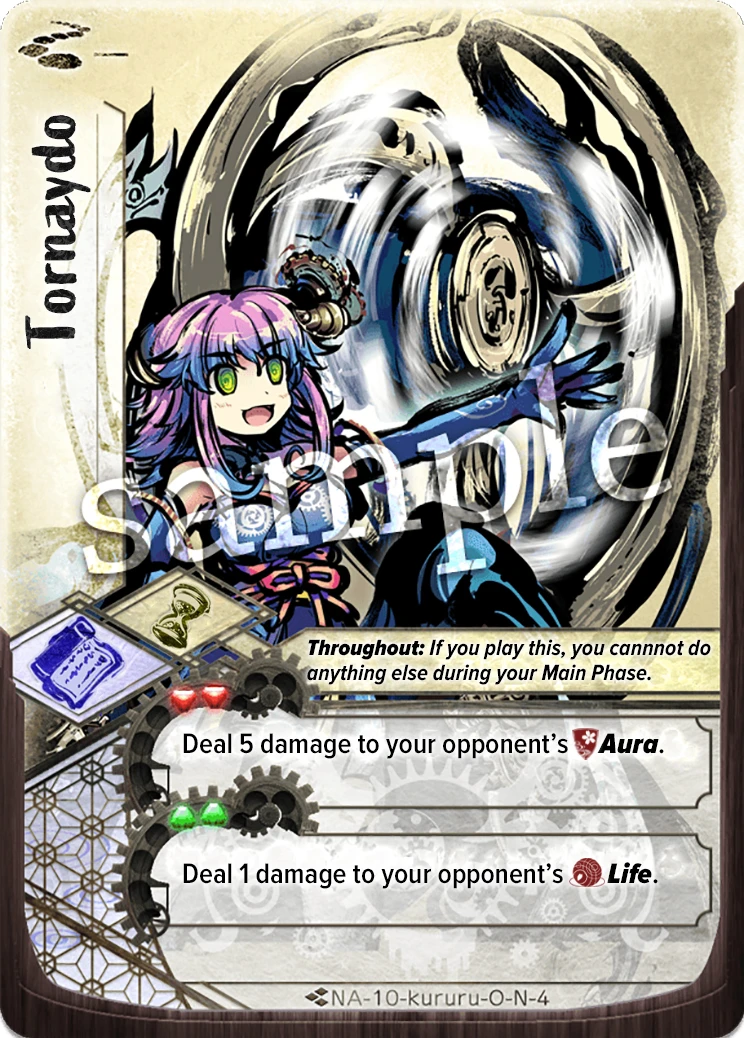 Tornaydo
sample
Throughout: If you play this, you cannnot do
anything else during your Main Phase.
Deal 5 damage to your opponent's Aura.
Deal 1 damage to your opponent's Life.
NA-10-kururu-O-N-4